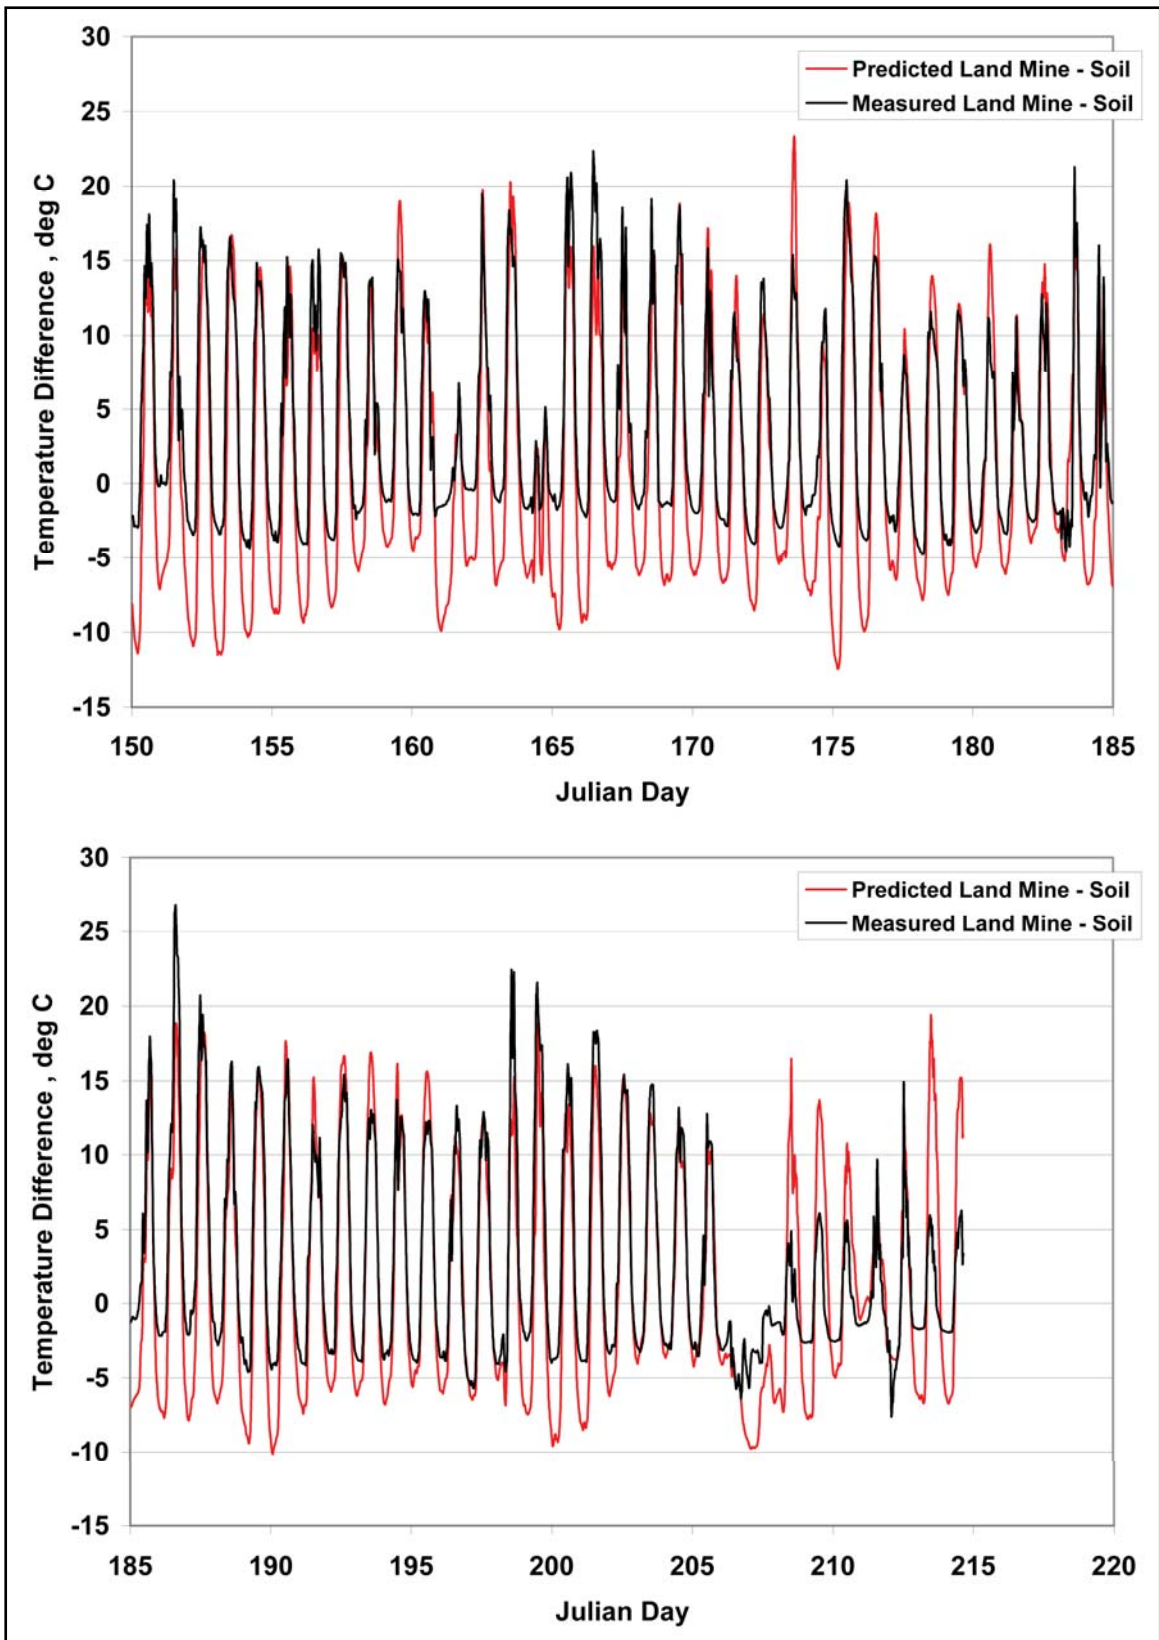 30
25
20
15
10
5
0
-5
-10
-15
Temperature Difference , deg C
Predicted Land Mine - Soil
Measured Land Mine - Soil
150 155 160 165 170 175 180 185
Julian Day
30
25
20
15
10
5
0
-5
-10
-15
Temperature Difference , deg C
Predicted Land Mine - Soil
Measured Land Mine - Soil
185 190 195 200 205 210 215 220
Julian Day